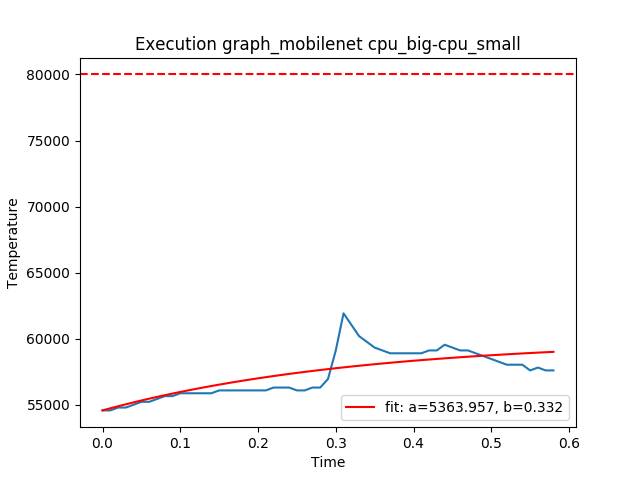 Execution graph_mobilenet cpu_big-cpu_small
80000
75000
70000
65000
60000
55000
Temperature
fit: a=5363.957, b=0.332
0.0 0.1 0.2 0.3 0.4 0.5 0.6
Time